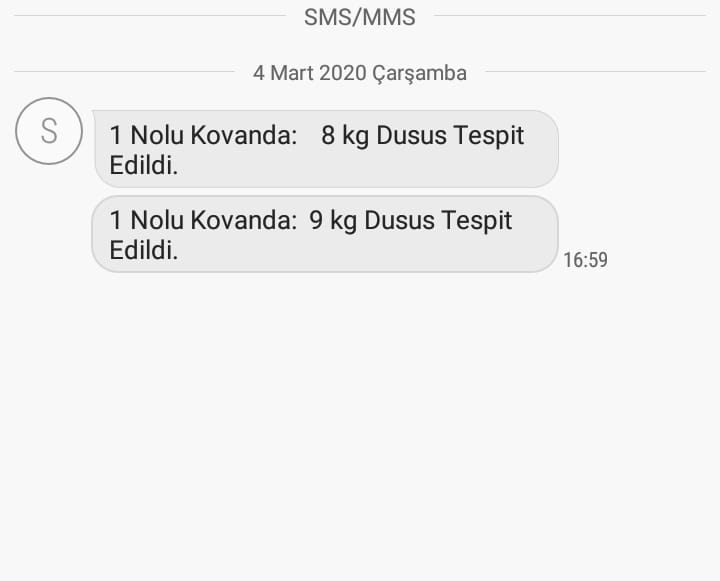 SMS/MMS
4 Mart 2020 Çarşamba
S
1 Nolu Kovanda: 8 kg Dusus Tespit
Edildi.
1 Nolu Kovanda: 9 kg Dusus Tespit
Edildi.
16:59